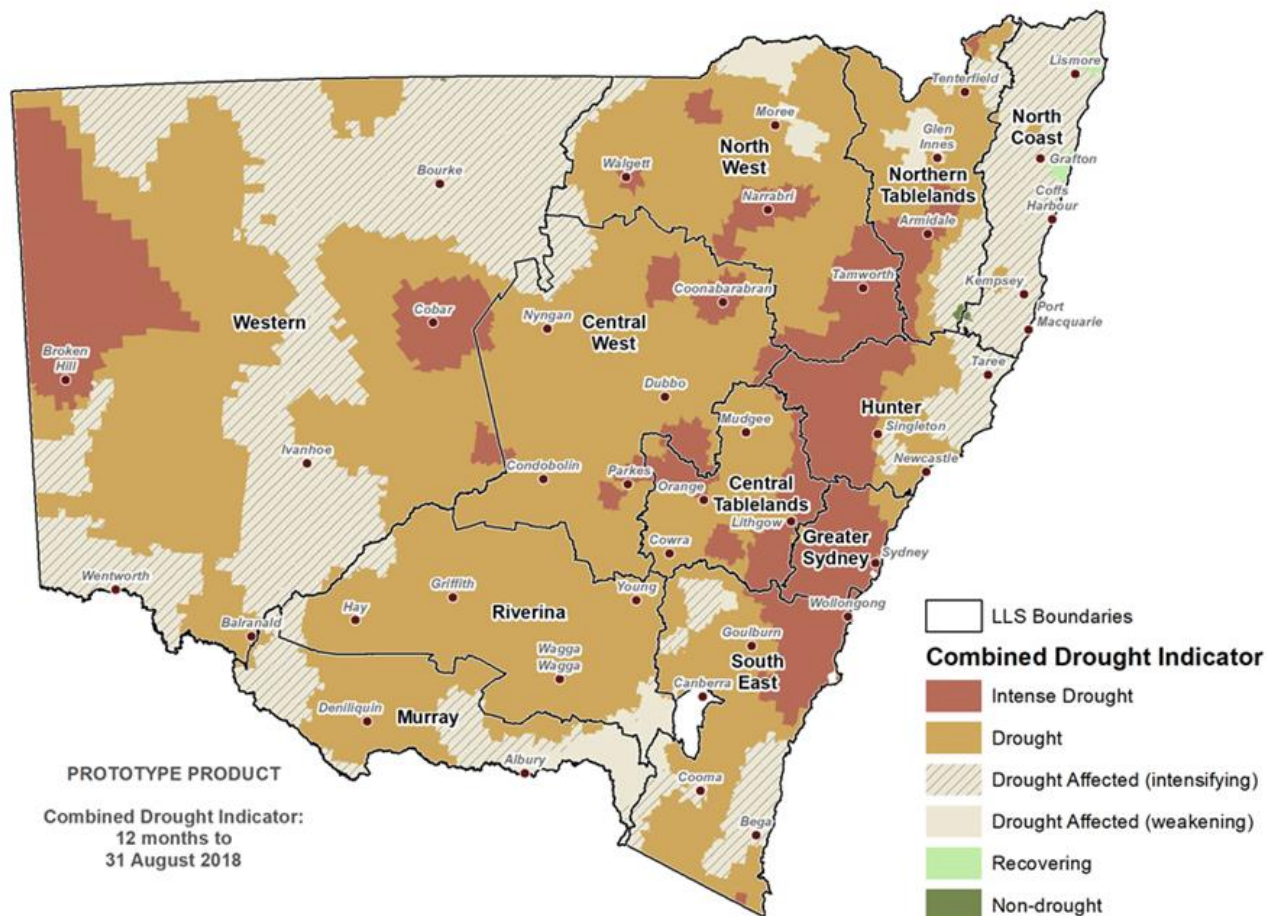 Lismore
Tenterfield
North
Coast
Moree
Glen
Innes
North
West
Grafton
Bourke
Walgett
Northern
Tablelands
Coffs
Harbour
Narrabri
Armidale
Tamworth
Kempsey
Coonabarabran
Port
Macquarie
Cobar
Nyngan
Central
West
Western
Broken
Hill
Taree
Dubbo
Hunter
Mudgee
Singleton
Ivanhoe
Newcastle
Condobolin
Parkes
Orange
Central
Tablelands
Lithgow
Greater
Sydney
Sydney
Cowra
Wentworth
Griffith
Young
Hay
Riverina
Wollongong
Balranald
Goulburn
Wagga
Wagga
South
East
Canberra
Deniliquin
Murray
Albury
Cooma
Bega
PROTOTYPE PRODUCT
Combined Drought Indicator:
12 months to
31 August 2018
LLS Boundaries
Combined Drought Indicator
Intense Drought
Drought
Drought Affected (intensifying)
Drought Affected (weakening)
Recovering
Non-drought